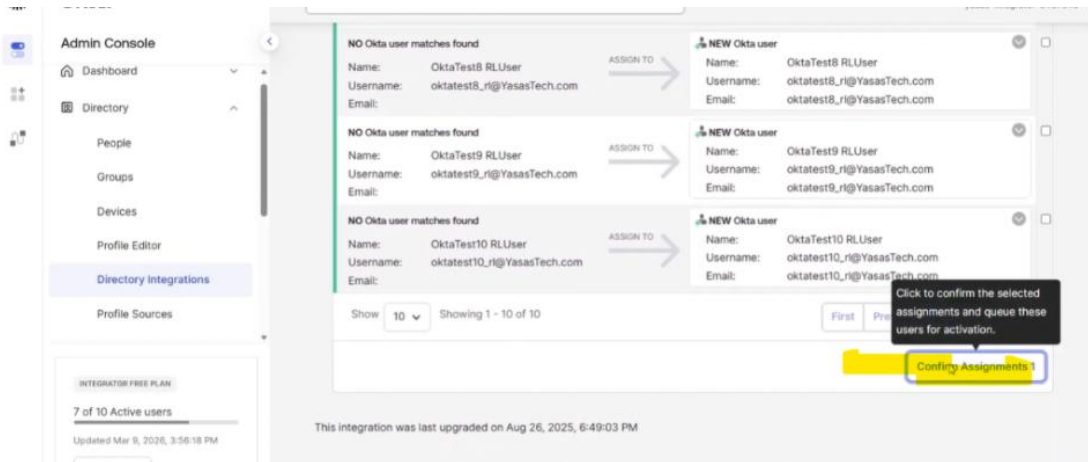 Admin Console
Dashboard
Directory
People
Groups
Devices
Profile Editor
Directory Integrations
Profile Sources
INTEGRATOR FREE PLAN
7 of 10 Active users
Updated Mar 9, 2026, 3:56:18 PM
NO Okta user matches found
Name: OktaTest8 RLUser
Username: oktatest8_rl@YasasTech.com
Email:
ASSIGN TO
NEW Okta user
Name: OktaTest8 RLUser
Username: oktatest8_rl@YasasTech.com
Email: oktatest8_rl@YasasTech.com
NO Okta user matches found
Name: OktaTest9 RLUser
Username: oktatest9_rl@YasasTech.com
Email:
ASSIGN TO
NEW Okta user
Name: OktaTest9 RLUser
Username: oktatest9_rl@YasasTech.com
Email: oktatest9_rl@YasasTech.com
NO Okta user matches found
Name: OktaTest10 RLUser
Username: oktatest10_rl@YasasTech.com
Email:
ASSIGN TO
NEW Okta user
Name: OktaTest10 RLUser
Username: oktatest10_rl@YasasTech.com
Email: oktatest10_rl@YasasTech.com
Click to confirm the selected
assignments and queue these
users for activation.
Show 10 Showing 1 - 10 of 10
First Pre
Confirm Assignments 1
This integration was last upgraded on Aug 26, 2025, 6:49:03 PM